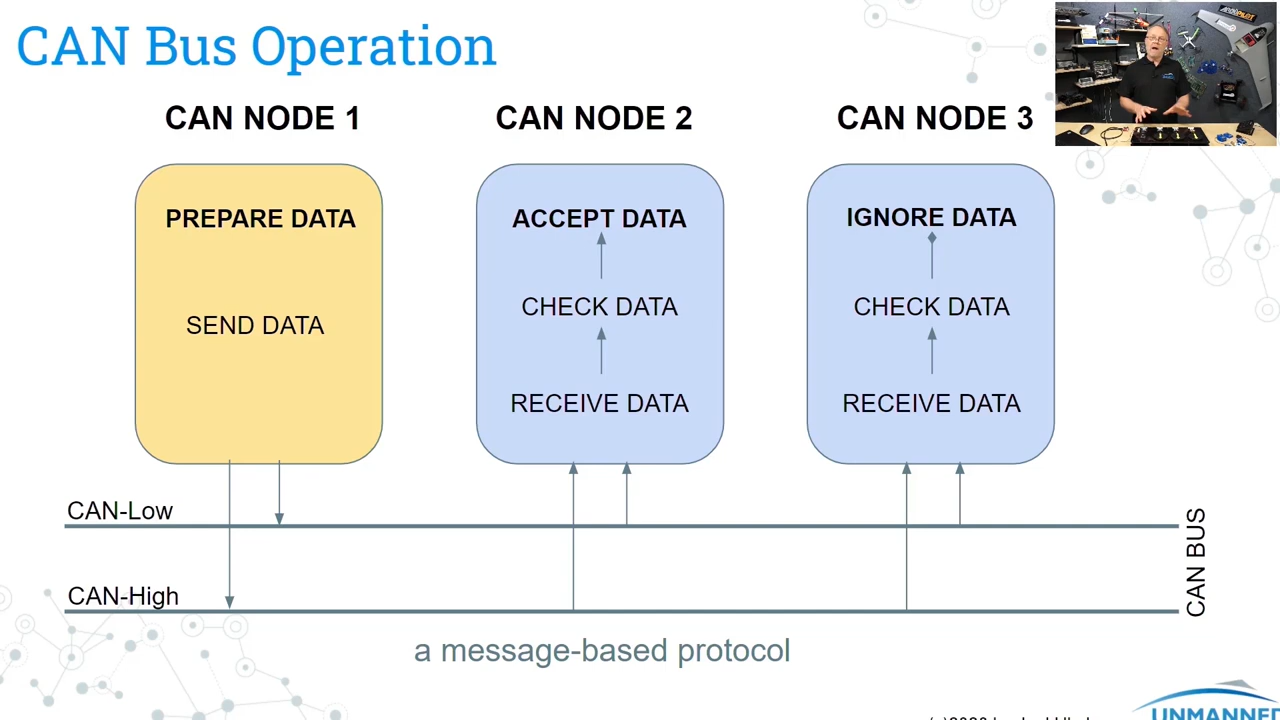 CAN Bus Operation
CAN NODE 1
CAN NODE 2
CAN NODE 3
PREPARE DATA
SEND DATA
ACCEPT DATA
CHECK DATA
RECEIVE DATA
IGNORE DATA
CHECK DATA
RECEIVE DATA
CAN-Low
CAN-High
CAN BUS
a message-based protocol
UNMANNED